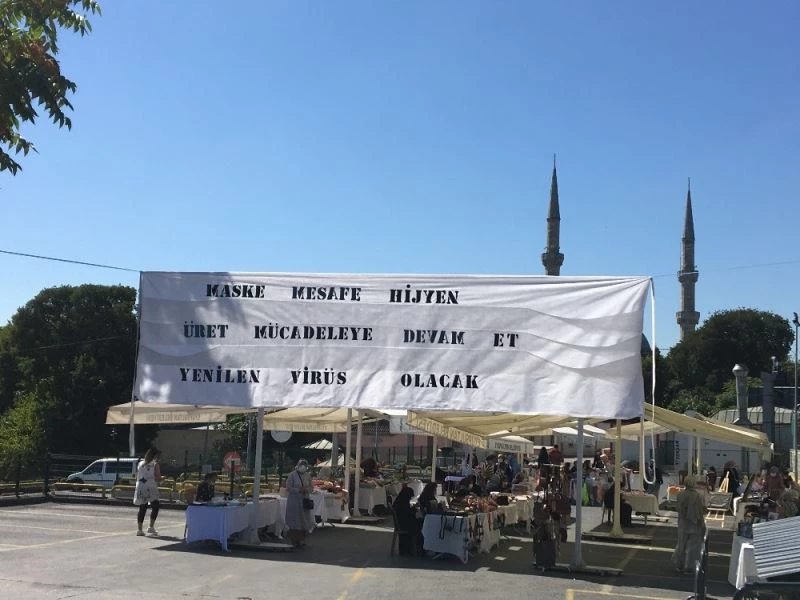 MASKE MESAFE HİJYEN
ÜRET MÜCADELEYE DEVAM ET
YENİLEN VİRÜS OLACAK